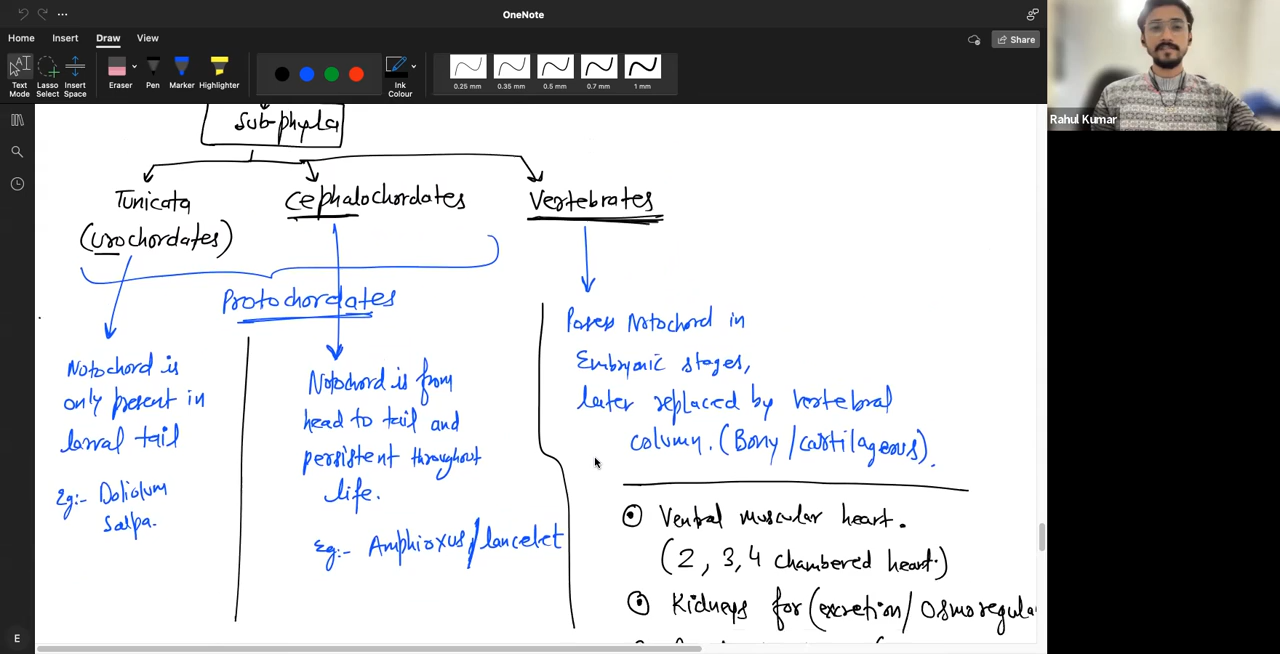 OneNote
Home Insert Draw View
Share
Text Mode
Lasso Select
Insert Space
Eraser
Pen
Marker
Highlighter
Ink Colour
0.25 mm
0.35 mm
0.5 mm
0.7 mm
1 mm
Rahul Kumar
Sub-phyla
Tunicata
(urochordates)
Cephalochordates
Vertebrates
Protochordates
Notochord is
only present in
larval tail
Eg:- Doliolum
Salpa.
Notochord is from
head to tail and
persistent throughout
life.
Eg:- Amphioxus/lancelet
Posess Notochord in
Embryonic stages,
later replaced by vertebral
column. (Bony/cartilageous).
Ventral muscular heart.
(2, 3, 4 chambered heart.)
Kidneys for (excretion/osmoregula
E